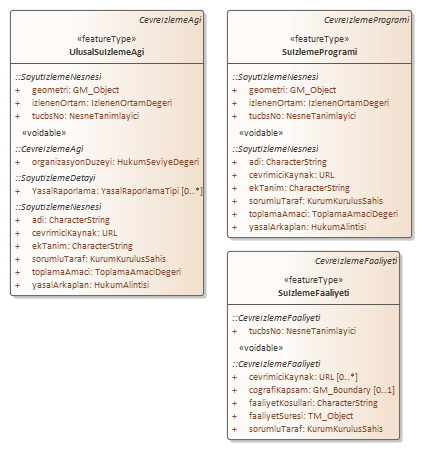 CevreIzlemeAgi
«featureType»
UlusalSuIzlemeAgi
::SoyutIzlemeNesnesi
+ geometri: GM_Object
+ izlenenOrtam: IzlenenOrtamDegeri
+ tucbsNo: NesneTanimlayici
«voidable»
::CevreIzlemeAgi
+ organizasyonDuzeyi: HukumSeviyeDegeri
::SuIzlemeDetayi
+ YasalRaporlama: YasalRaporlamaTipi [0..*]
::SoyutIzlemeNesnesi
+ adi: CharacterString
+ cevrimiciKaynak: URL
+ ekTanim: CharacterString
+ sorumluTaraf: KurumKurulusSahis
+ toplamaAmaci: ToplamaAmaciDegeri
+ yasalArkaplan: HukumAlintisi
CevreIzlemeProgrami
«featureType»
SuIzlemeProgrami
::SoyutIzlemeNesnesi
+ geometri: GM_Object
+ izlenenOrtam: IzlenenOrtamDegeri
+ tucbsNo: NesneTanimlayici
«voidable»
::SoyutIzlemeNesnesi
+ adi: CharacterString
+ cevrimiciKaynak: URL
+ ekTanim: CharacterString
+ sorumluTaraf: KurumKurulusSahis
+ toplamaAmaci: ToplamaAmaciDegeri
+ yasalArkaplan: HukumAlintisi
CevreIzlemeFaaliyeti
«featureType»
SuIzlemeFaaliyeti
::CevreIzlemeFaaliyeti
+ tucbsNo: NesneTanimlayici
«voidable»
::CevreIzlemeFaaliyeti
+ cevrimiciKaynak: URL [0..*]
+ cografiKapsam: GM_Boundary [0..1]
+ faaliyetKosullari: CharacterString
+ faaliyetSuresi: TM_Object
+ sorumluTaraf: KurumKurulusSahis